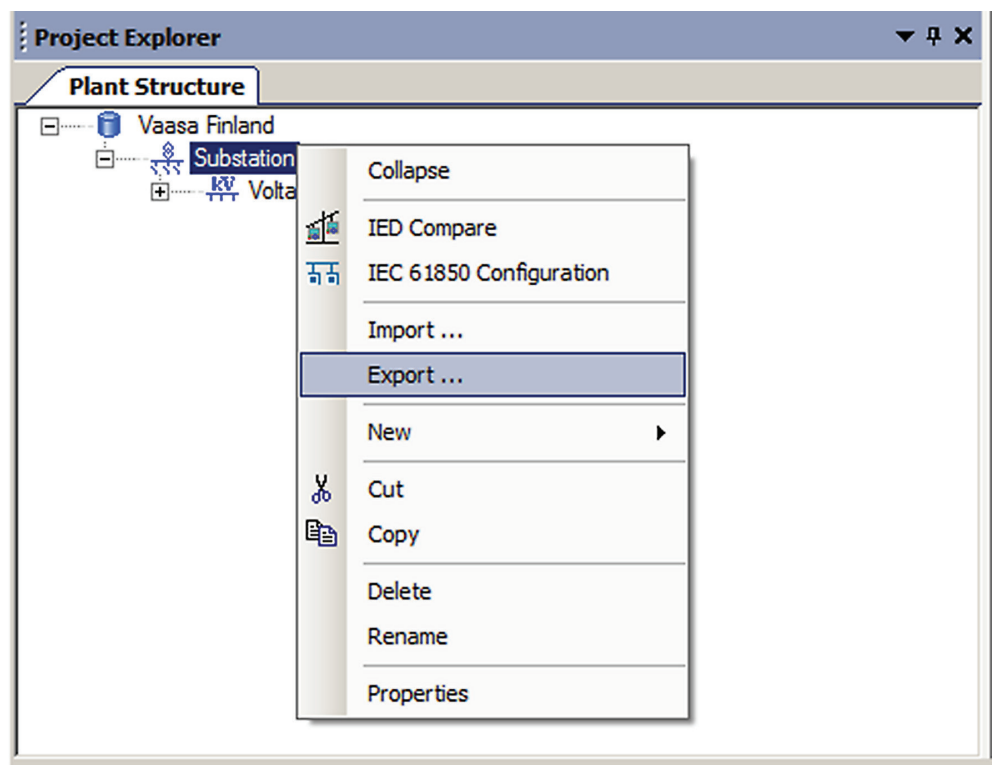 Project Explorer
Plant Structure
Vaasa Finland
Substation
KV Volta
Collapse
IED Compare
IEC 61850 Configuration
Import ...
Export ...
New
Cut
Copy
Delete
Rename
Properties